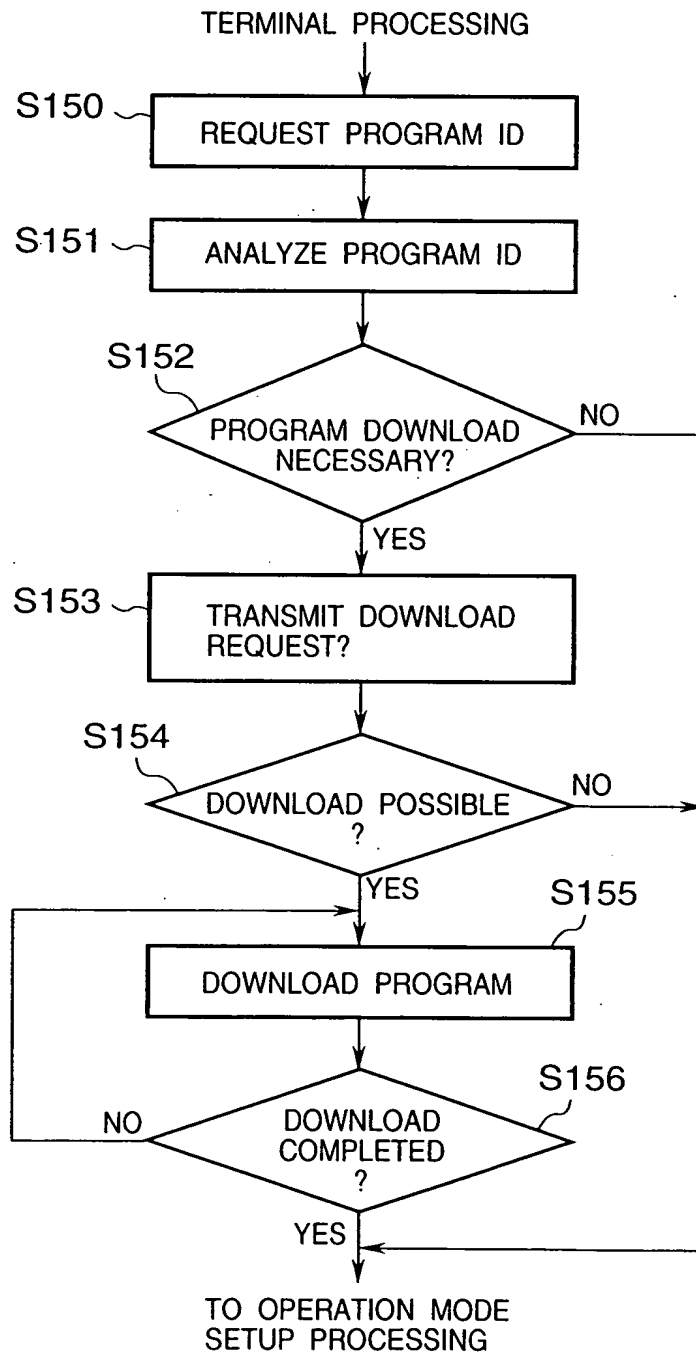 TERMINAL PROCESSING
S150
REQUEST PROGRAM ID
S151
ANALYZE PROGRAM ID
S152
PROGRAM DOWNLOAD
NECESSARY?
NO
YES
S153
TRANSMIT DOWNLOAD
REQUEST?
S154
DOWNLOAD POSSIBLE
?
NO
YES
S155
DOWNLOAD PROGRAM
S156
DOWNLOAD
COMPLETED
?
NO
YES
TO OPERATION MODE
SETUP PROCESSING